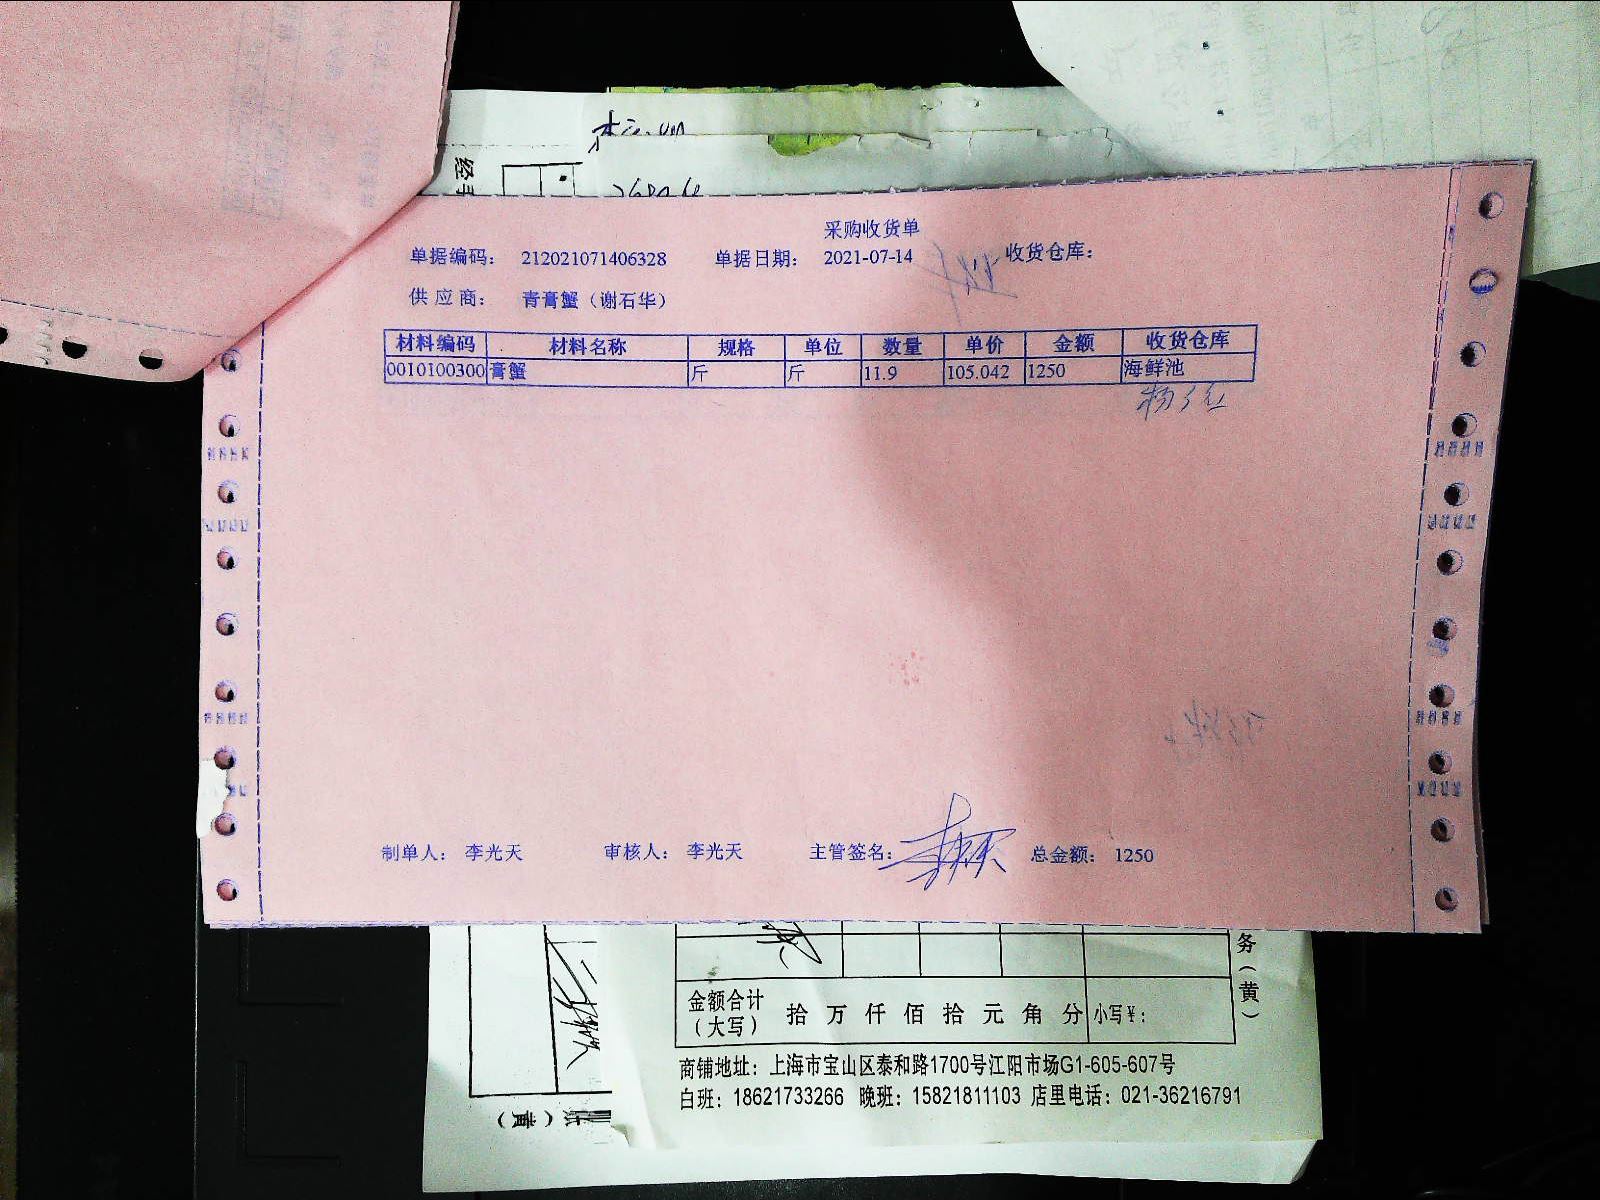 经手
采购收货单
单据编码： 212021071406328 单据日期： 2021-07-14 收货仓库：
供应商： 青膏蟹（谢石华）
材料编码 材料名称 规格 单位 数量 单价 金额 收货仓库
0010100300 膏蟹 斤 斤 11.9 105.042 1250 海鲜池
制单人： 李光天 审核人： 李光天 主管签名： 总金额： 1250
务（黄）
金额合计（大写） 拾 万 仟 佰 拾 元 角 分 小写¥：
商铺地址：上海市宝山区泰和路1700号江阳市场G1-605-607号
白班：18621733266 晚班：15821811103 店里电话：021-36216791
（黄）